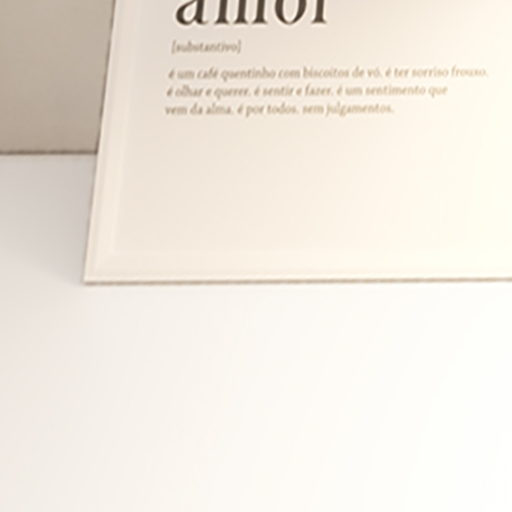 amor
[substantivo]
é um café quentinho com biscoitos de vó, é ter sorriso frouxo,
é olhar e querer, é sentir e fazer, é um sentimento que
vem da alma, é por todos, sem julgamentos.